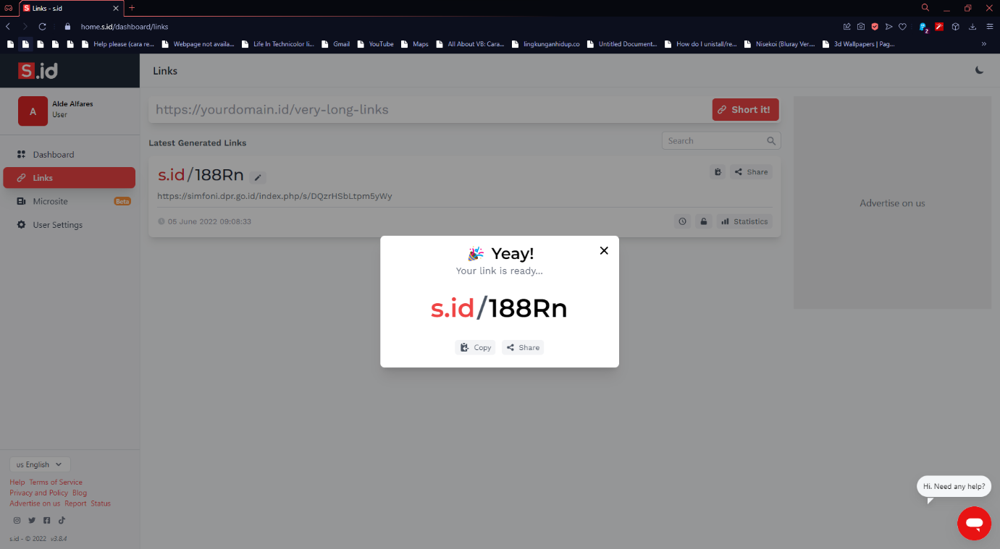 Links - s.id
home.s.id/dashboard/links
2
Help please (cara re...
Webpage not availa...
Life In Technicolor li...
Gmail
YouTube
Maps
All About VB: Cara...
lingkunganhidup.co
Untitled Document...
How do I unistall/re...
Nisekoi (Bluray Ver....
3d Wallpapers | Pag...
S.id
Links
A
Alde Alfares
User
https://yourdomain.id/very-long-links
Short it!
Dashboard
Links
Microsite
Beta
User Settings
Latest Generated Links
Search
s.id/188Rn
Share
https://simfoni.dpr.go.id/index.php/s/DQzrHSbLtpm5yWy
05 June 2022 09:08:33
Statistics
Advertise on us
Yeay!
Your link is ready...
s.id/188Rn
Copy
Share
us English
Help Terms of Service
Privacy and Policy Blog
Advertise on us Report Status
s.id - © 2022 v3.8.4
Hi. Need any help?